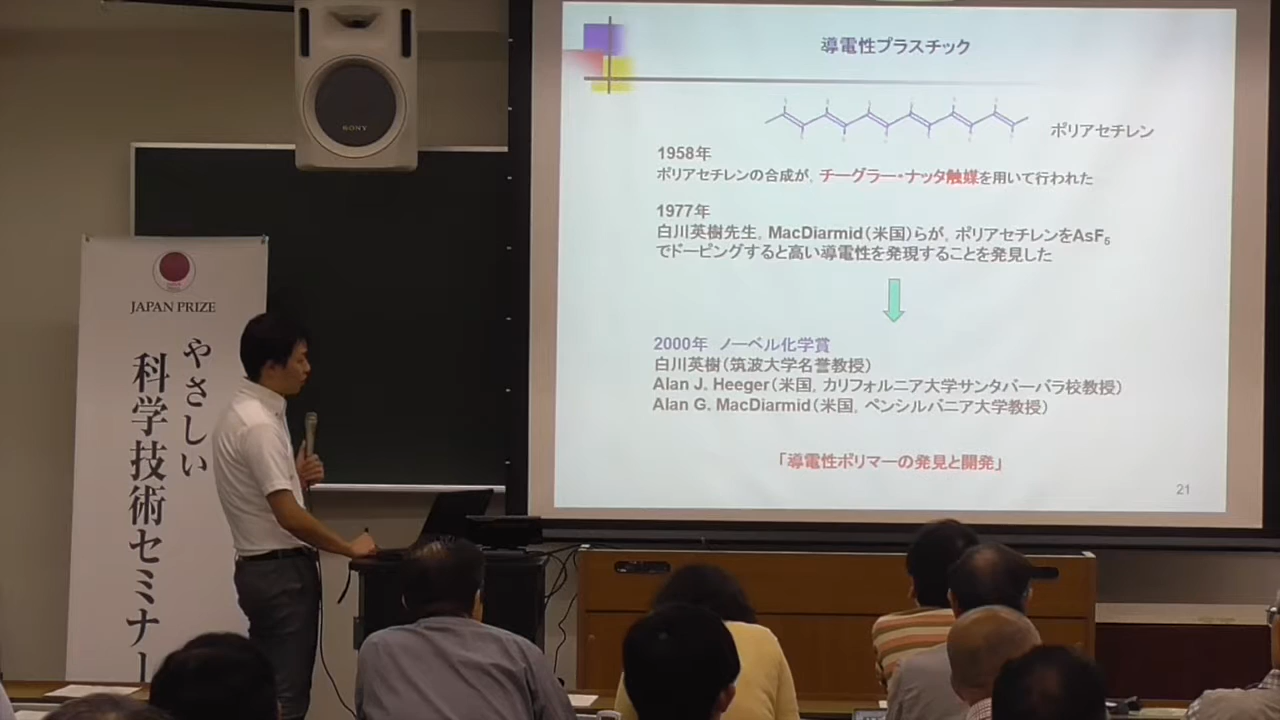 SONY
JAPAN PRIZE
やさしい
科学技術セミナー
導電性プラスチック
ポリアセチレン
1958年
ポリアセチレンの合成が，チーグラー・ナッタ触媒を用いて行われた
1977年
白川英樹先生，MacDiarmid（米国）らが，ポリアセチレンをAsF₅
でドーピングすると高い導電性を発現することを発見した
2000年 ノーベル化学賞
白川英樹（筑波大学名誉教授）
Alan J. Heeger（米国，カリフォルニア大学サンタバーバラ校教授）
Alan G. MacDiarmid（米国，ペンシルバニア大学教授）
「導電性ポリマーの発見と開発」
21